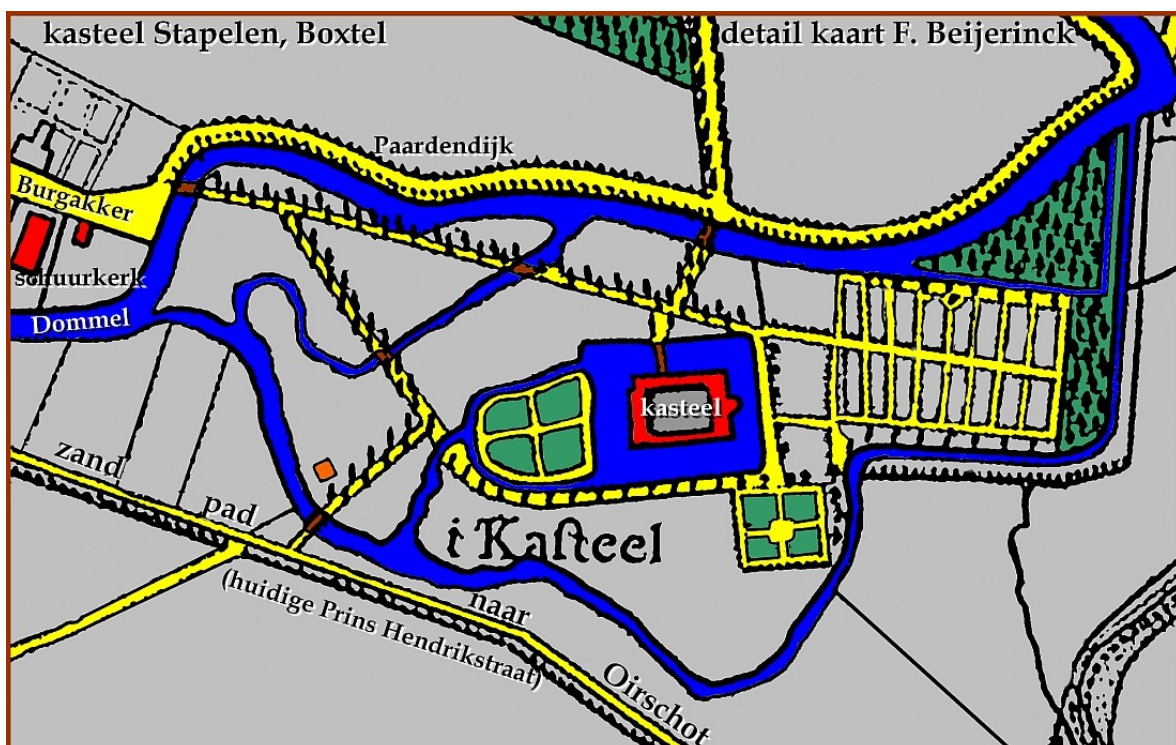 kasteel Stapelen, Boxtel
detail kaart F. Beijerinck
Paardendijk
Burgakker
schuurkerk
Dommel
kasteel
zand pad naar Oirschot
't Kasteel
(huidige Prins Hendrikstraat)